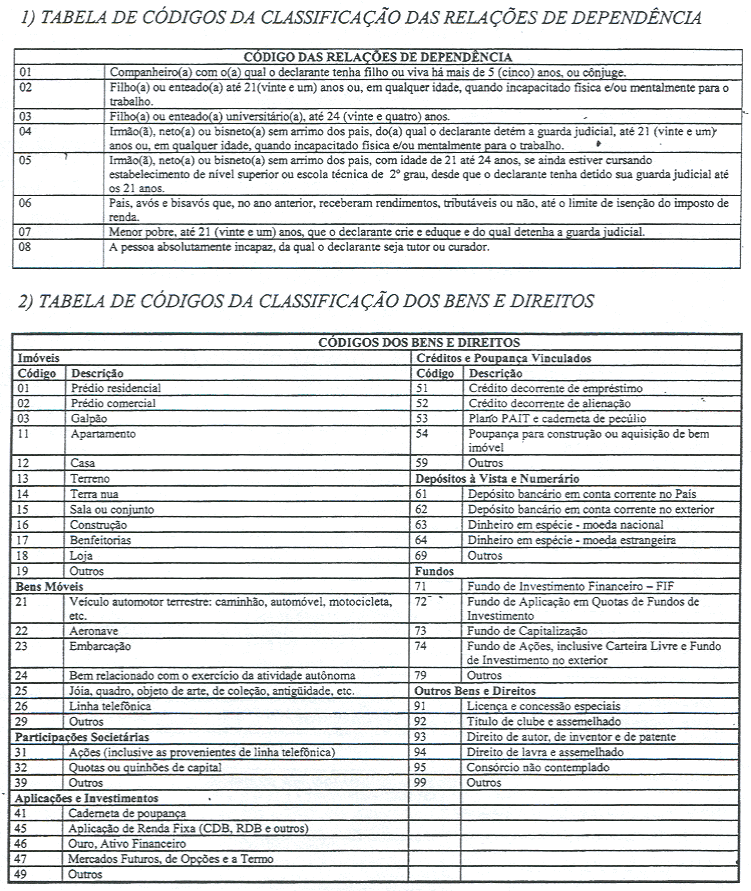 1) TABELA DE CÓDIGOS DA CLASSIFICAÇÃO DAS RELAÇÕES DE DEPENDÊNCIA
CÓDIGO DAS RELAÇÕES DE DEPENDÊNCIA
01 Companheiro(a) com o(a) qual o declarante tenha filho ou viva há mais de 5 (cinco) anos, ou cônjuge.
02 Filho(a) ou enteado(a) até 21(vinte e um) anos ou, em qualquer idade, quando incapacitado física e/ou mentalmente para o
trabalho.
03 Filho(a) ou enteado(a) universitário(a), até 24 (vinte e quatro) anos.
04 Irmão(ã), neto(a) ou bisneto(a) sem arrimo dos pais, do(a) qual o declarante detém a guarda judicial, até 21 (vinte e um)
anos ou, em qualquer idade, quando incapacitado física e/ou mentalmente para o trabalho.
05 Irmão(ã), neto(a) ou bisneto(a) sem arrimo dos pais, com idade de 21 até 24 anos, se ainda estiver cursando
estabelecimento de nível superior ou escola técnica de 2º grau, desde que o declarante tenha detido sua guarda judicial até
os 21 anos.
06 Pais, avós e bisavós que, no ano anterior, receberam rendimentos, tributáveis ou não, até o limite de isenção do imposto de
renda.
07 Menor pobre, até 21 (vinte e um) anos, que o declarante crie e eduque e do qual detenha a guarda judicial.
08 A pessoa absolutamente incapaz, da qual o declarante seja tutor ou curador.
2) TABELA DE CÓDIGOS DA CLASSIFICAÇÃO DOS BENS E DIREITOS
CÓDIGOS DOS BENS E DIREITOS
Imóveis
Código Descrição
01 Prédio residencial
02 Prédio comercial
03 Galpão
11 Apartamento
12 Casa
13 Terreno
14 Terra nua
15 Sala ou conjunto
16 Construção
17 Benfeitorias
18 Loja
19 Outros
Bens Móveis
21 Veículo automotor terrestre: caminhão, automóvel, motocicleta,
etc.
22 Aeronave
23 Embarcação
24 Bem relacionado com o exercício da atividade autônoma
25 Jóia, quadro, objeto de arte, de coleção, antigüidade, etc.
26 Linha telefônica
29 Outros
Participações Societárias
31 Ações (inclusive as provenientes de linha telefônica)
32 Quotas ou quinhões de capital
39 Outros
Aplicações e Investimentos
41 Caderneta de poupança
45 Aplicação de Renda Fixa (CDB, RDB e outros)
46 Ouro, Ativo Financeiro
47 Mercados Futuros, de Opções e a Termo
49 Outros
Créditos e Poupança Vinculados
Código Descrição
51 Crédito decorrente de empréstimo
52 Crédito decorrente de alienação
53 Plano PAIT e caderneta de pecúlio
54 Poupança para construção ou aquisição de bem
imóvel
59 Outros
Depósitos à Vista e Numerário
61 Depósito bancário em conta corrente no País
62 Depósito bancário em conta corrente no exterior
63 Dinheiro em espécie - moeda nacional
64 Dinheiro em espécie - moeda estrangeira
69 Outros
Fundos
71 Fundo de Investimento Financeiro – FIF
72 Fundo de Aplicação em Quotas de Fundos de
Investimento
73 Fundo de Capitalização
74 Fundo de Ações, inclusive Carteira Livre e Fundo
de Investimento no exterior
79 Outros
Outros Bens e Direitos
91 Licença e concessão especiais
92 Título de clube e assemelhado
93 Direito de autor, de inventor e de patente
94 Direito de lavra e assemelhado
95 Consórcio não contemplado
99 Outros